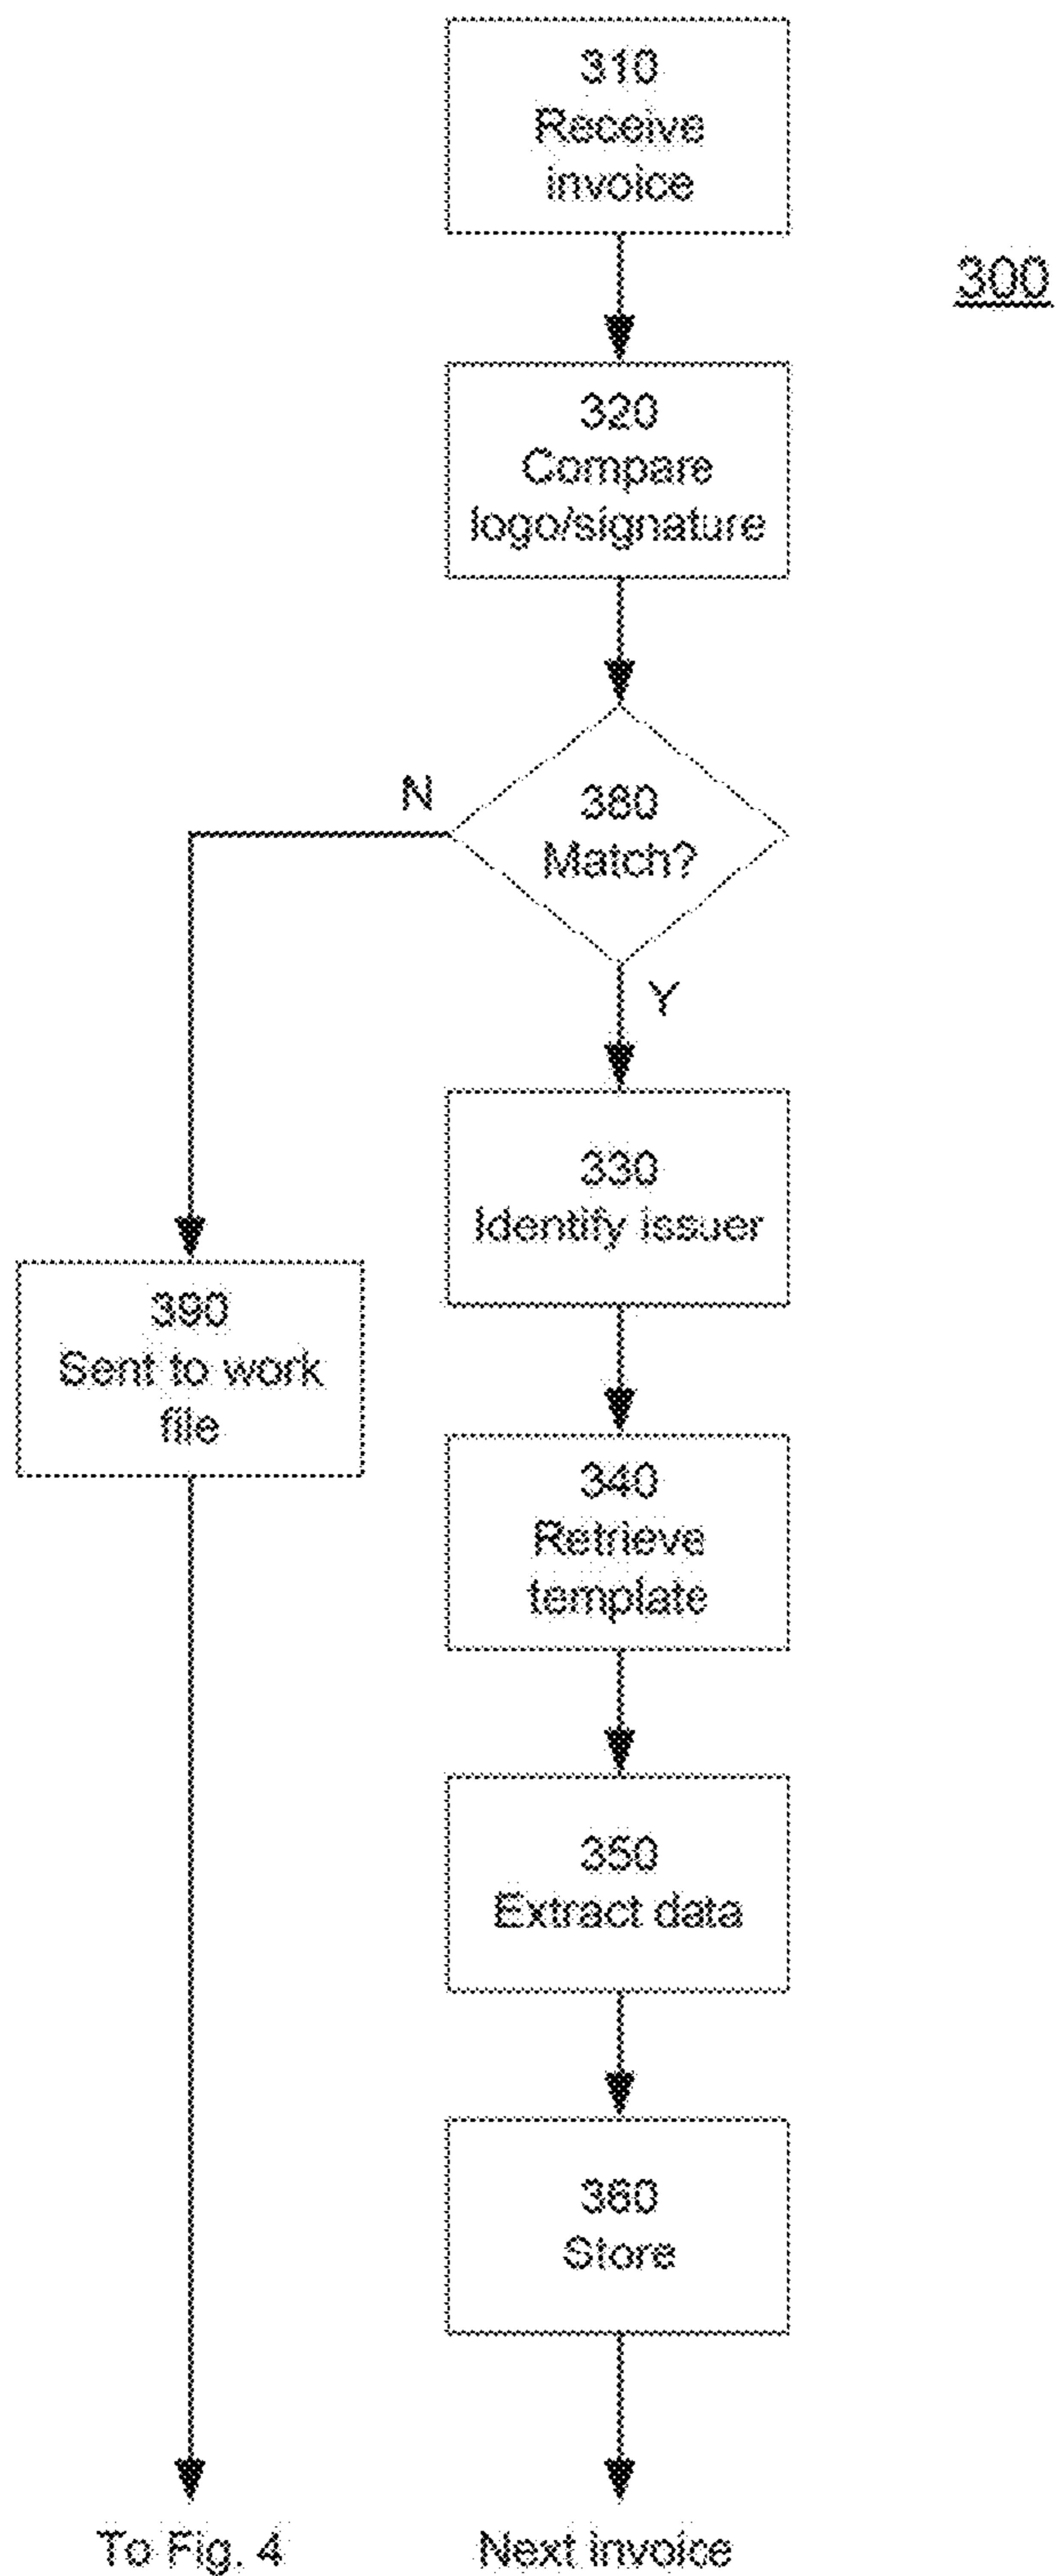 310
Receive
invoice
300
320
Compare
logo/signature
380
Match?
N
Y
330
Identify issuer
390
Sent to work
file
340
Retrieve
template
350
Extract data
360
Store
To Fig. 4
Next invoice